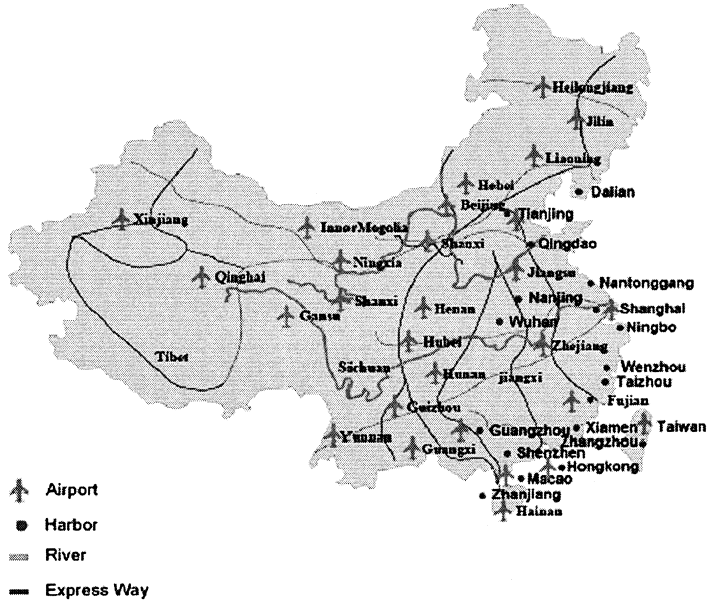 Heilongjiang
Jilin
Liaoning
Hebei
Dalian
Beijing
Tianjing
Xinjiang
InnorMogolia
Shanxi
Qingdao
Ningxia
Qinghai
Jiangsu
Nantonggang
Shanxi
Nanjing
Gansu
Henan
Shanghai
Wuhan
Ningbo
Hubei
Zhejiang
Tibet
Sichuan
Hunan
jiangxi
Wenzhou
Taizhou
Guizhou
Fujian
Yunnan
Guangxi
Guangzhou
Xiamen
Taiwan
Zhangzhou
Shenzhen
Hongkong
Macao
Zhanjiang
Hainan
Airport
Harbor
River
Express Way